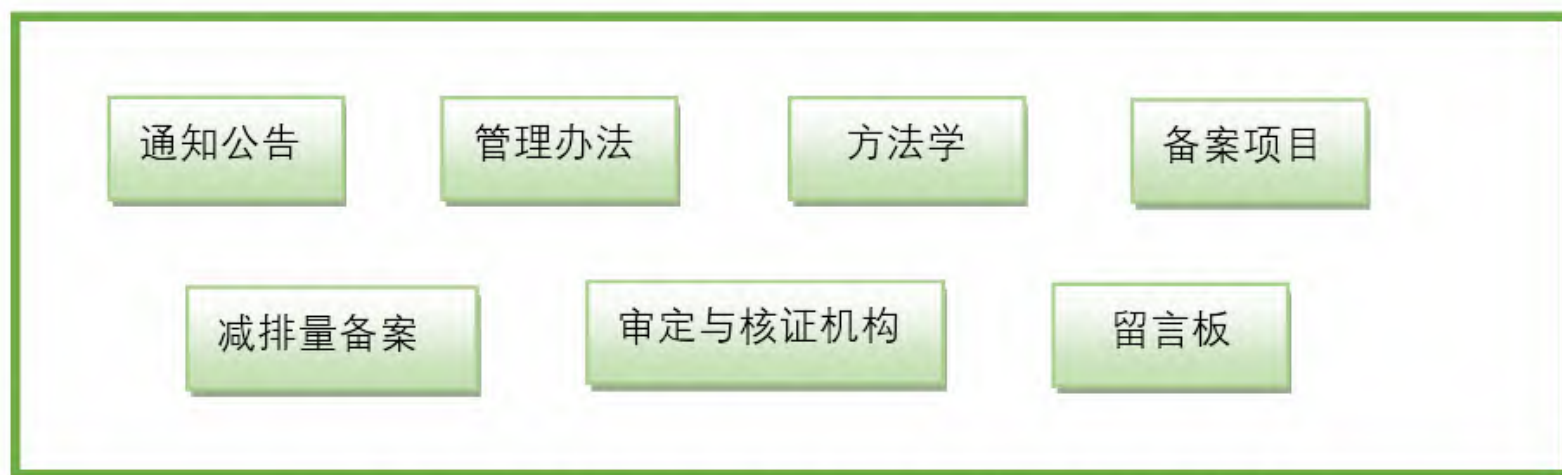 通知公告
管理办法
方法学
备案项目
减排量备案
审定与核证机构
留言板